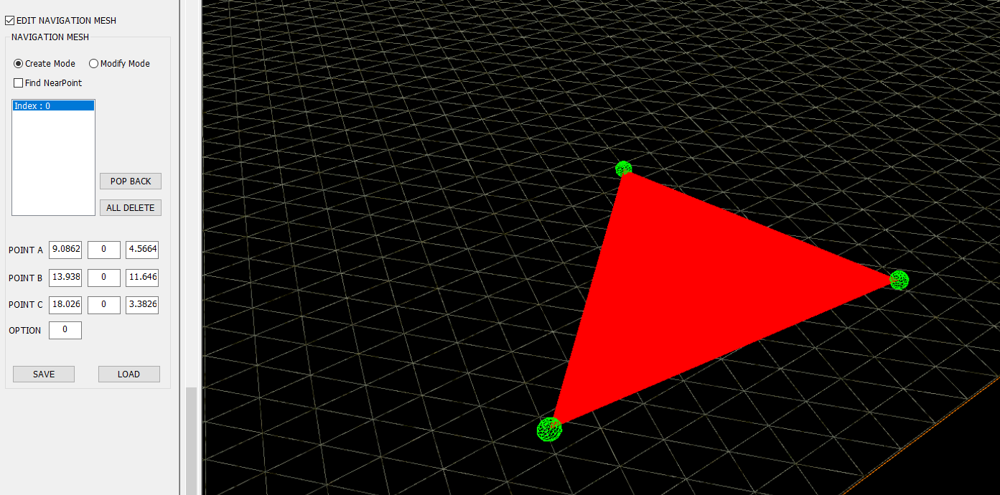 EDIT NAVIGATION MESH
NAVIGATION MESH
Create Mode Modify Mode
Find NearPoint
Index : 0
POP BACK
ALL DELETE
POINT A 9.0862 0 4.5664
POINT B 13.938 0 11.646
POINT C 18.026 0 3.3826
OPTION 0
SAVE LOAD